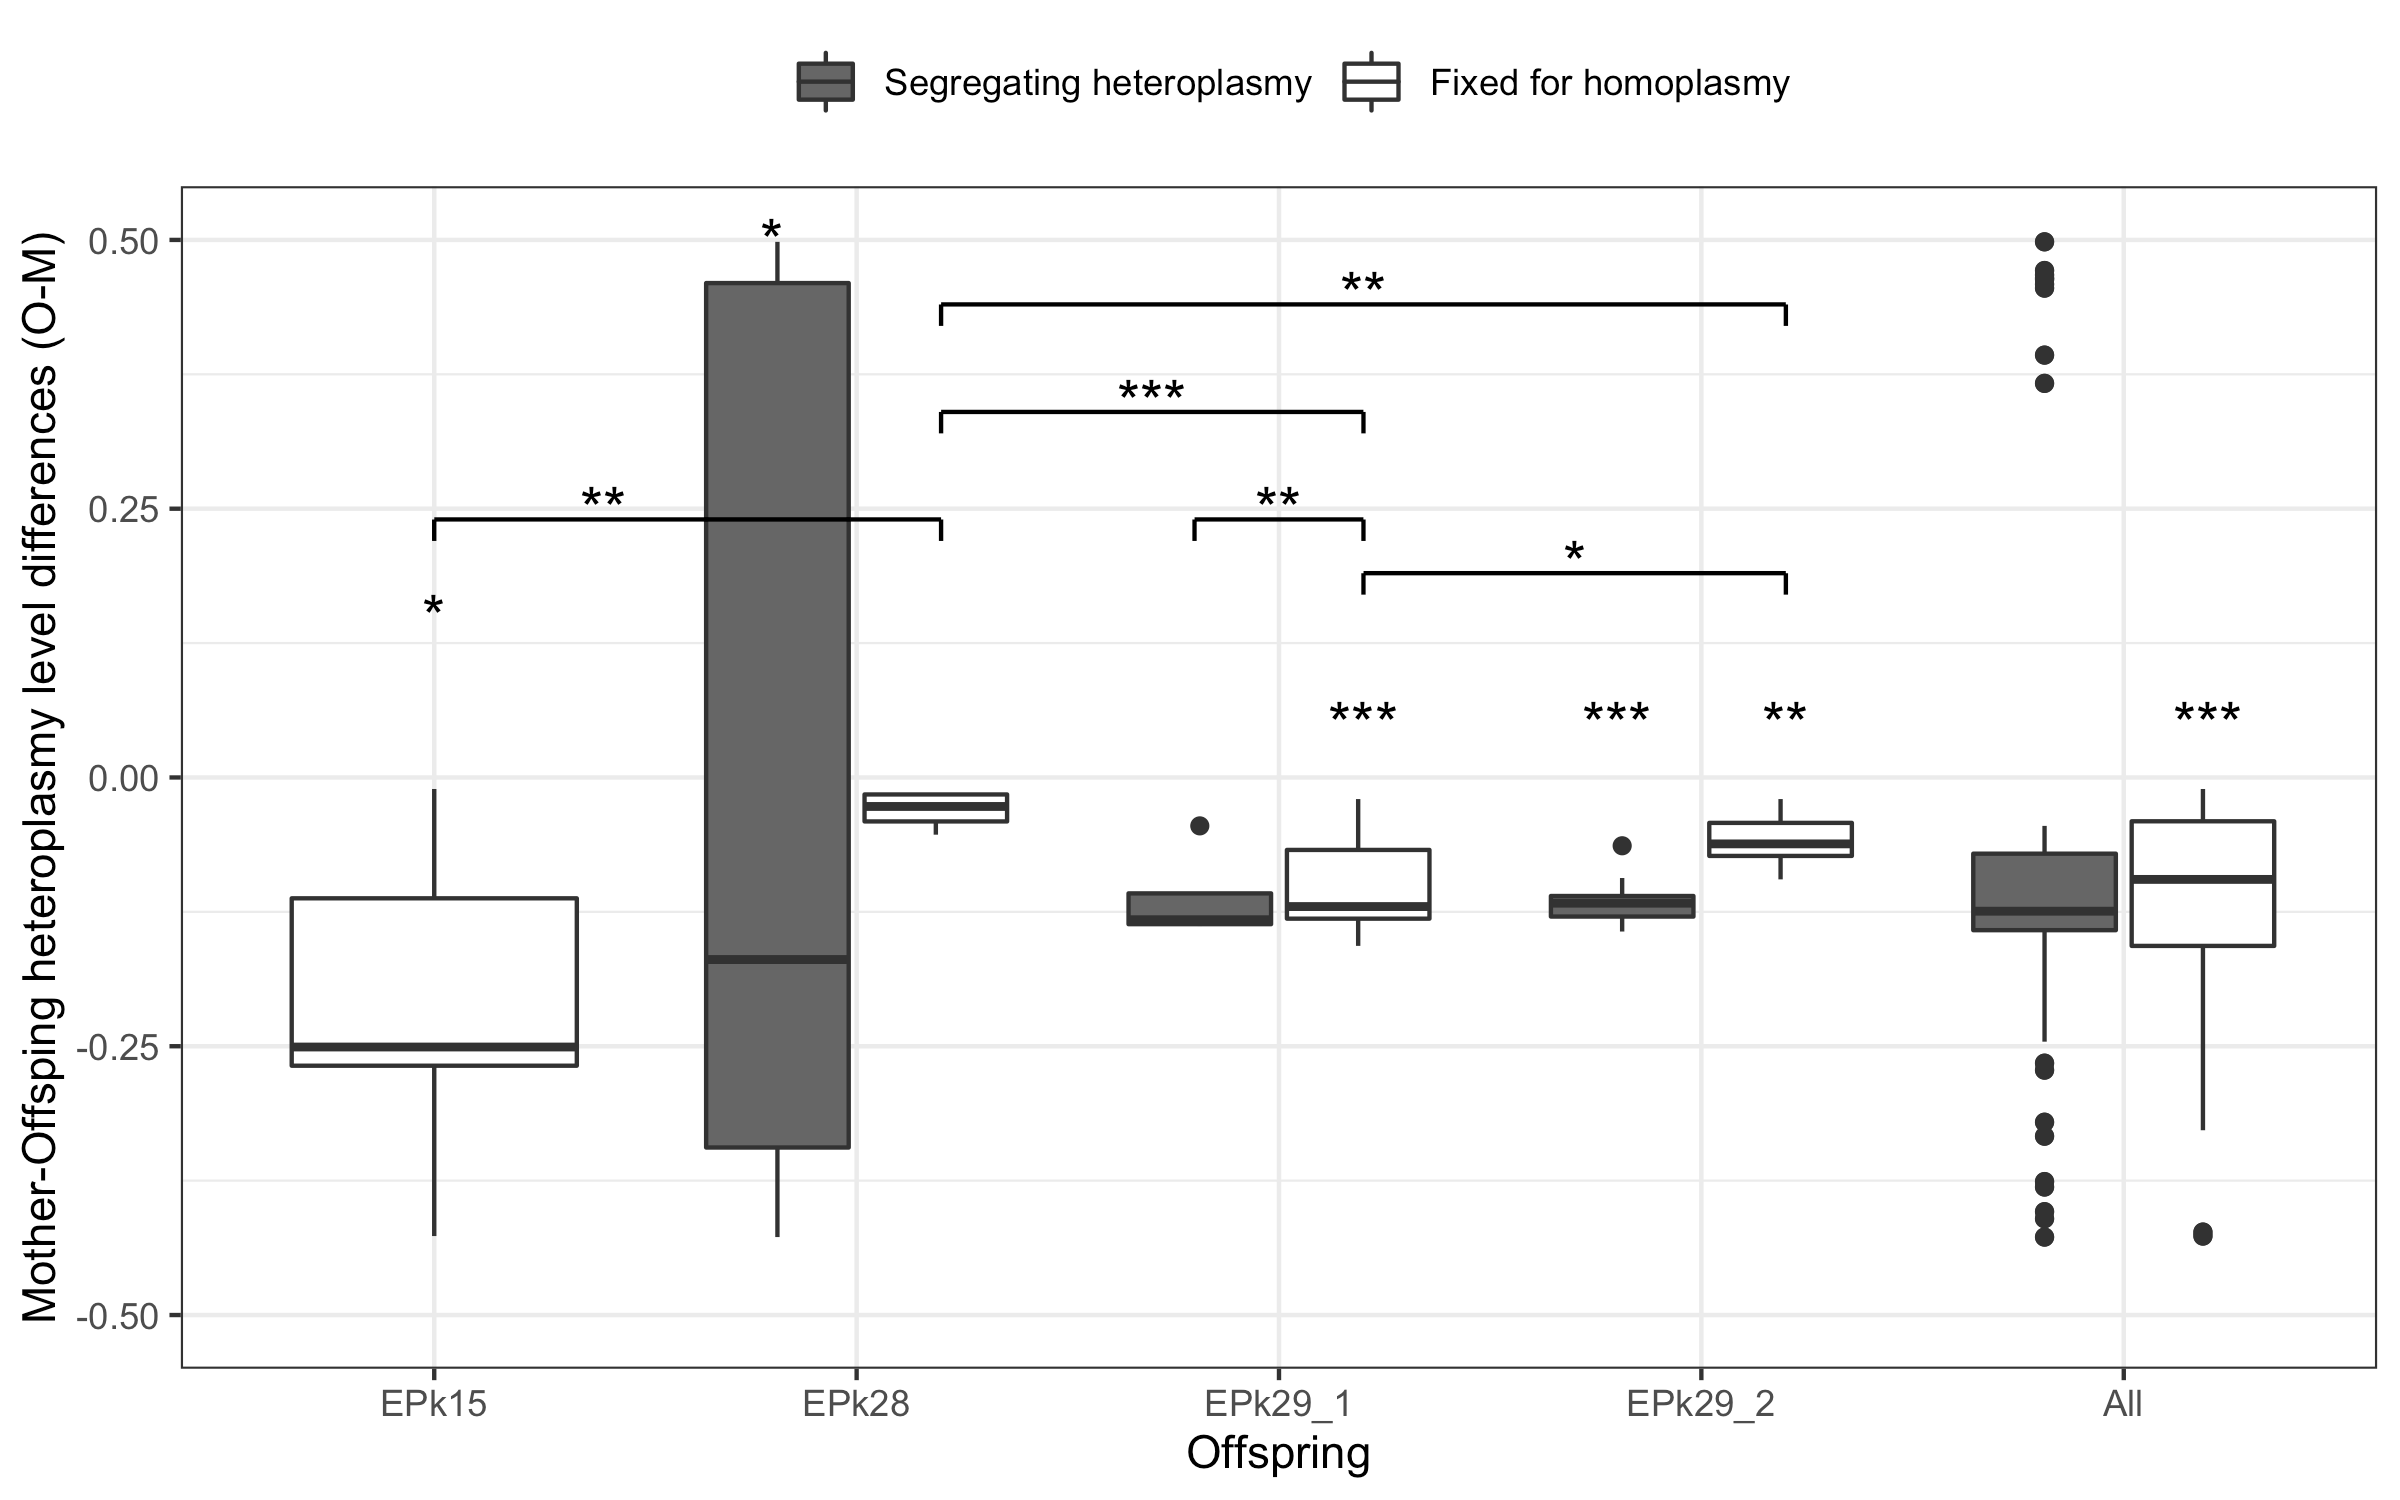 Segregating heteroplasmy
Fixed for homoplasmy
Mother-Offsping heteroplasmy level differences (O-M)
0.50
0.25
0.00
-0.25
-0.50
*
**
***
**
**
*
*
***
***
**
***
EPk15
EPk28
EPk29_1
EPk29_2
All
Offspring